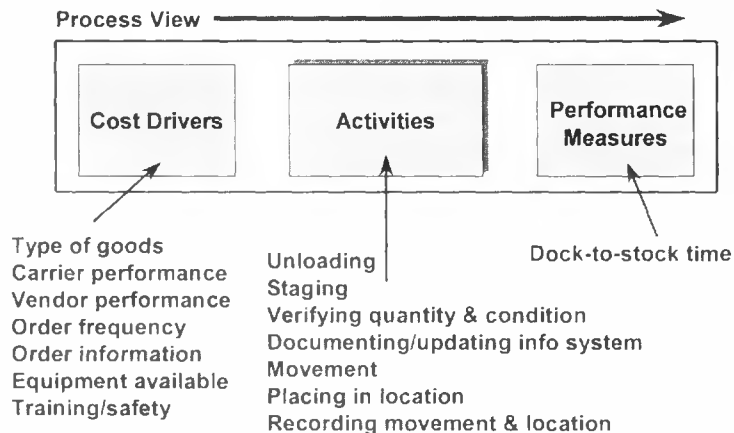 Process View
Cost Drivers
Activities
Performance
Measures
Type of goods
Carrier performance
Vendor performance
Order frequency
Order information
Equipment available
Training/safety
Unloading
Staging
Verifying quantity & condition
Documenting/updating info system
Movement
Placing in location
Recording movement & location
Dock-to-stock time